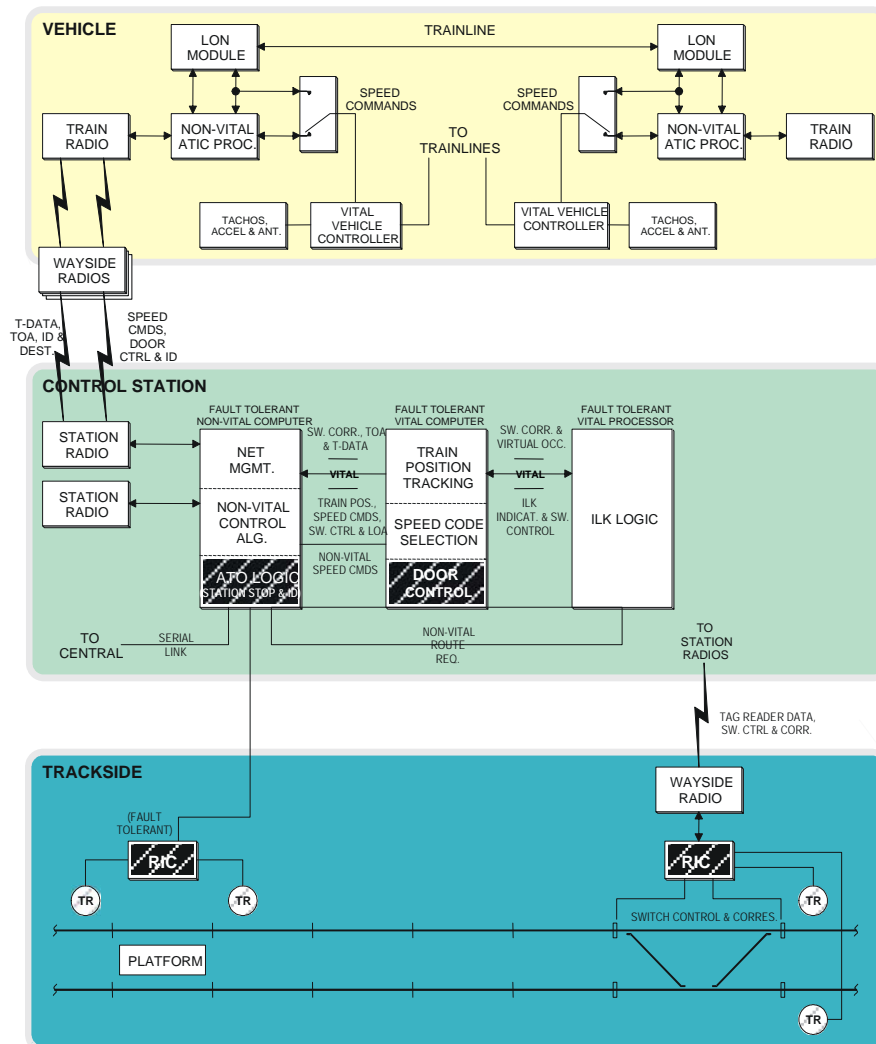 VEHICLE
TRAINLINE
LON
MODULE
LON
MODULE
SPEED
COMMANDS
SPEED
COMMANDS
TRAIN
RADIO
NON-VITAL
ATIC PROC.
TO
TRAINLINES
NON-VITAL
ATIC PROC.
TRAIN
RADIO
TACHOS,
ACCEL & ANT.
VITAL
VEHICLE
CONTROLLER
VITAL VEHICLE
CONTROLLER
TACHOS,
ACCEL & ANT.
WAYSIDE
RADIOS
T-DATA,
TOA, ID &
DEST.
SPEED
CMDS,
DOOR
CTRL & ID
CONTROL STATION
FAULT TOLERANT
NON-VITAL COMPUTER
FAULT TOLERANT
VITAL COMPUTER
FAULT TOLERANT
VITAL PROCESSOR
STATION
RADIO
STATION
RADIO
NET
MGMT.
NON-VITAL
CONTROL
ALG.
ATO LOGIC
(STATION STOP & ID)
SW. CORR., TOA
& T-DATA
VITAL
TRAIN POS.,
SPEED CMDS,
SW. CTRL & LOA
NON-VITAL
SPEED CMDS
TRAIN
POSITION
TRACKING
SPEED CODE
SELECTION
DOOR
CONTROL
SW. CORR. &
VIRTUAL OCC.
VITAL
ILK
INDICAT. & SW.
CONTROL
ILK LOGIC
TO
CENTRAL
SERIAL
LINK
NON-VITAL
ROUTE
REQ.
TO
STATION
RADIOS
TAG READER DATA,
SW. CTRL & CORR.
TRACKSIDE
WAYSIDE
RADIO
(FAULT
TOLERANT)
RIC
RIC
TR
TR
TR
SWITCH CONTROL & CORRES.
PLATFORM
TR